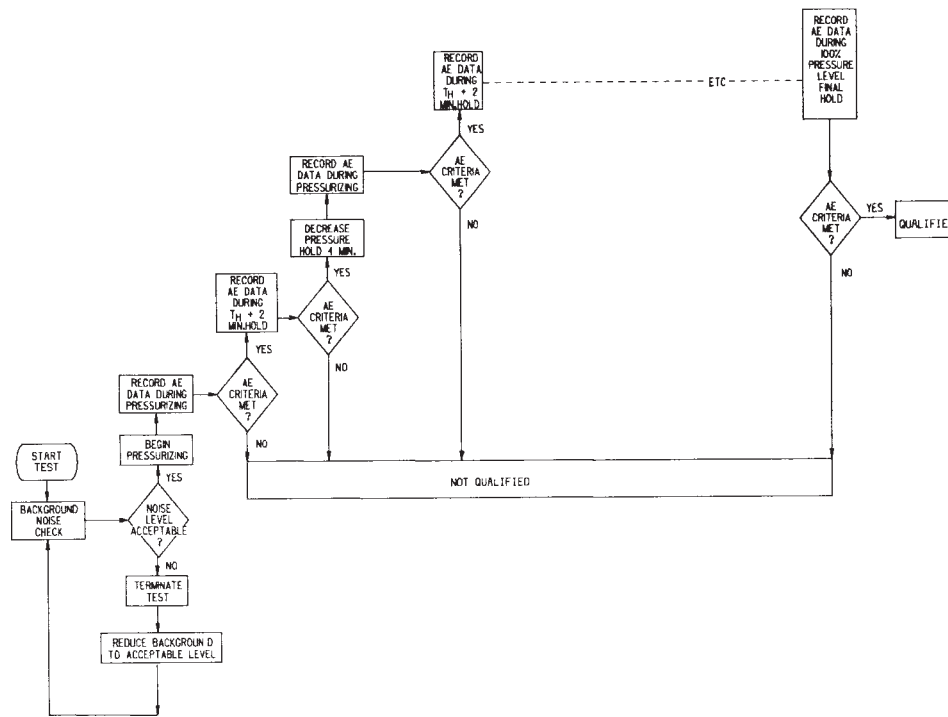 START
TEST
BACKGROUND
NOISE
CHECK
NOISE
LEVEL
ACCEPTABLE
?
YES
NO
TERMINATE
TEST
REDUCE BACKGROUND
TO ACCEPTABLE LEVEL
BEGIN
PRESSURIZING
RECORD AE
DATA DURING
PRESSURIZING
AE
CRITERIA
MET
?
YES
NO
RECORD
AE DATA
DURING
TH + 2
MIN.HOLD
AE
CRITERIA
MET
?
YES
NO
DECREASE
PRESSURE
HOLD 4 MIN.
RECORD AE
DATA DURING
PRESSURIZING
AE
CRITERIA
MET
?
YES
NO
RECORD
AE DATA
DURING
TH + 2
MIN.HOLD
ETC
RECORD
AE DATA
DURING
100%
PRESSURE
LEVEL
FINAL
HOLD
AE
CRITERIA
MET
?
YES
NO
QUALIFIED
NOT QUALIFIED